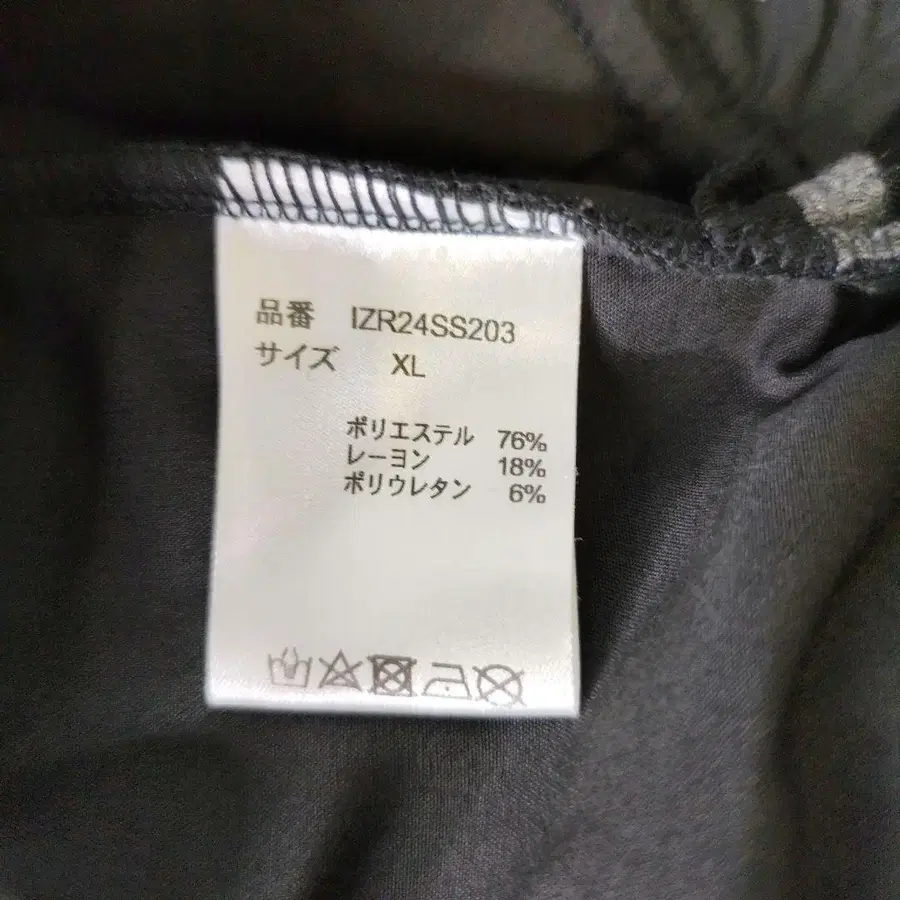 品番 IZR24SS203
サイズ XL
ポリエステル 76%
レーヨン 18%
ポリウレタン 6%